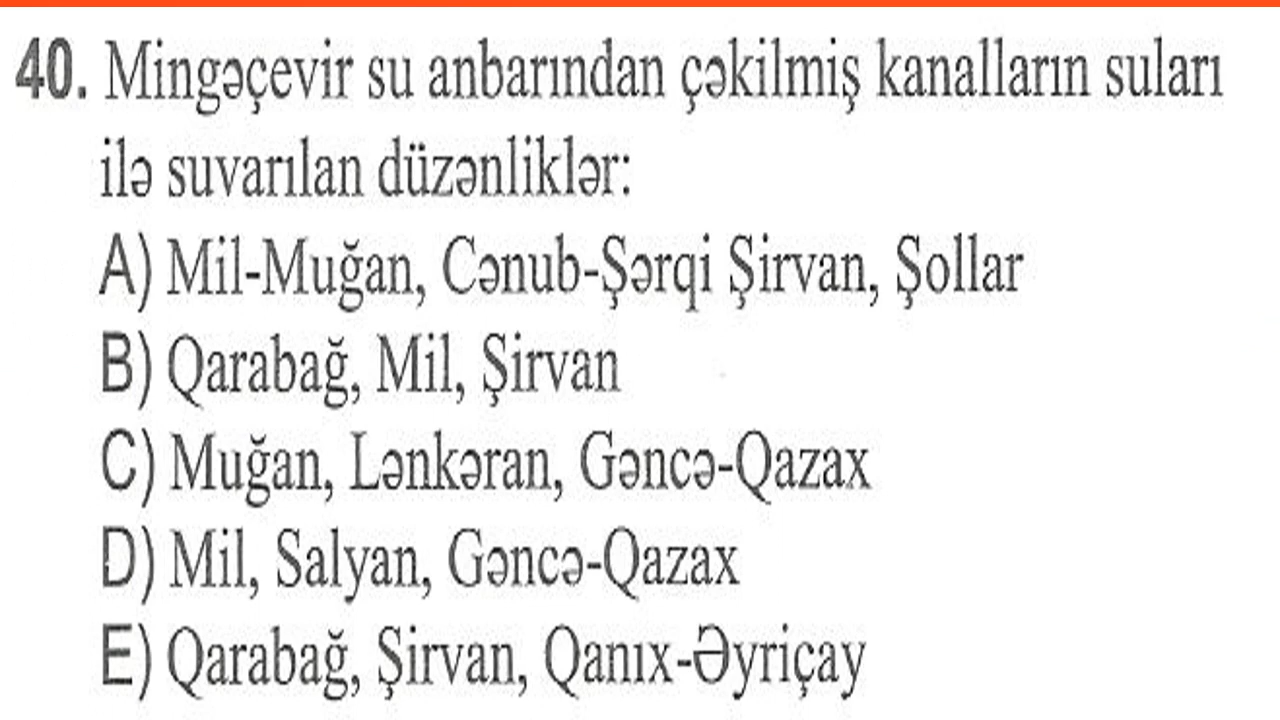 40. Mingəçevir su anbarından çəkilmiş kanalların suları
ilə suvarılan düzənliklər:
A) Mil-Muğan, Cənub-Şərqi Şirvan, Şollar
B) Qarabağ, Mil, Şirvan
C) Muğan, Lənkəran, Gəncə-Qazax
D) Mil, Salyan, Gəncə-Qazax
E) Qarabağ, Şirvan, Qanıx-Əyriçay